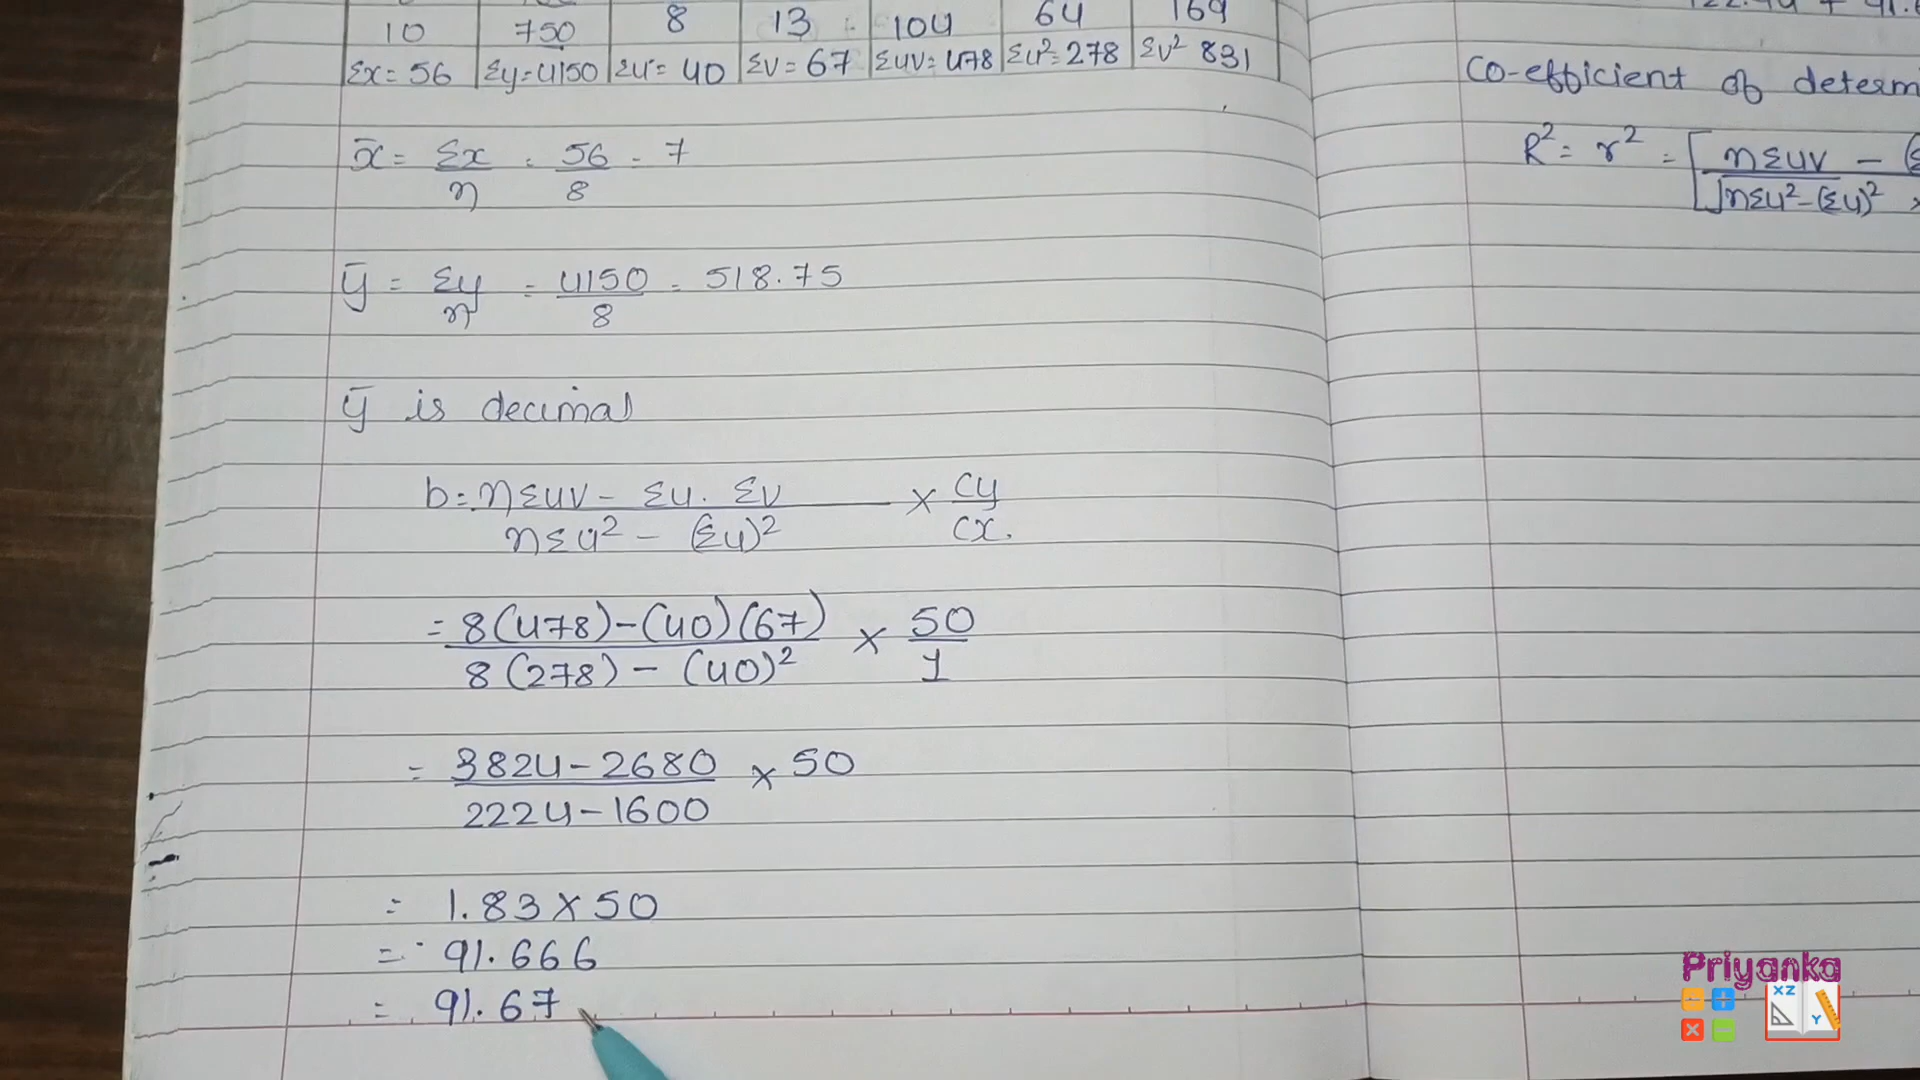 10 750 8 13 104 64 169
Σx = 56 Σy = 4150 Σu = 40 Σv = 67 Σuv = 478 Σu² = 278 Σv² 831
x̄ = Σx/n = 56/8 = 7
ȳ = Σy/n = 4150/8 = 518.75
ȳ is decimal
b = nΣuv - Σu. Σv / nΣu² - (Σu)² × Cy/Cx.
= 8(478) - (40)(67) / 8(278) - (40)² × 50/1
= 3824 - 2680 / 2224 - 1600 × 50
= 1.83 × 50
= 91.666
= 91.67
Co-efficient of determ
R² = r² = [nΣuv - / √nΣu² - (Σu)²
Priyanka
XZ
Y